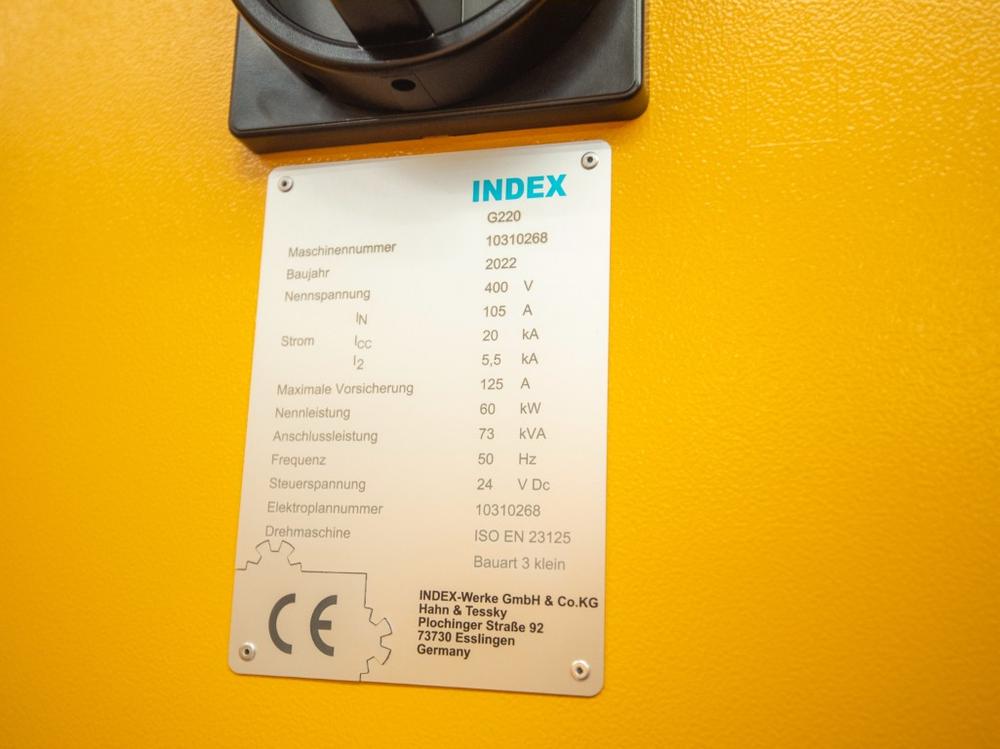 INDEX
G220
Maschinennummer 10310268
Baujahr 2022
Nennspannung 400 V
IN 105 A
Strom ICC 20 kA
I2 5,5 kA
Maximale Vorsicherung 125 A
Nennleistung 60 kW
Anschlussleistung 73 kVA
Frequenz 50 Hz
Steuerspannung 24 V Dc
Elektroplannummer 10310268
Drehmaschine ISO EN 23125
Bauart 3 klein
CE
INDEX-Werke GmbH & Co.KG
Hahn & Tessky
Plochinger Straße 92
73730 Esslingen
Germany